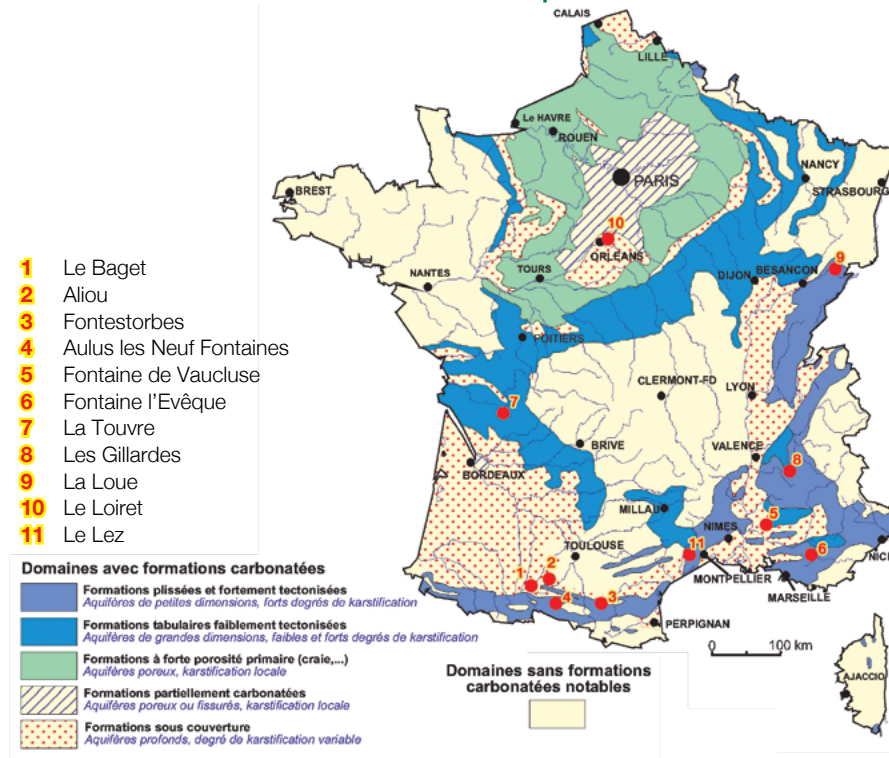 CALAIS
LILLE
Le HAVRE
ROUEN
PARIS
NANCY
STRASBOURG
BREST
10
ORLEANS
NANTES
TOURS
DIJON
BESANCON
9
POITIERS
CLERMONT-FD
LYON
7
BRIVE
VALENCE
8
BORDEAUX
MILLAU
NIMES
5
TOULOUSE
11
6
NIC
MONTPELLIER
MARSEILLE
1
2
4
3
PERPIGNAN
0 100 km
AJACCIO
1 Le Baget
2 Aliou
3 Fontestorbes
4 Aulus les Neuf Fontaines
5 Fontaine de Vaucluse
6 Fontaine l'Evêque
7 La Touvre
8 Les Gillardes
9 La Loue
10 Le Loiret
11 Le Lez
Domaines avec formations carbonatées
Formations plissées et fortement tectonisées
Aquifères de petites dimensions, forts degrés de karstification
Formations tabulaires faiblement tectonisées
Aquifères de grandes dimensions, faibles et forts degrés de karstification
Formations à forte porosité primaire (craie,...)
Aquifères poreux, karstification locale
Formations partiellement carbonatées
Aquifères poreux ou fissurés, karstification locale
Formations sous couverture
Aquifères profonds, degré de karstification variable
Domaines sans formations
carbonatées notables